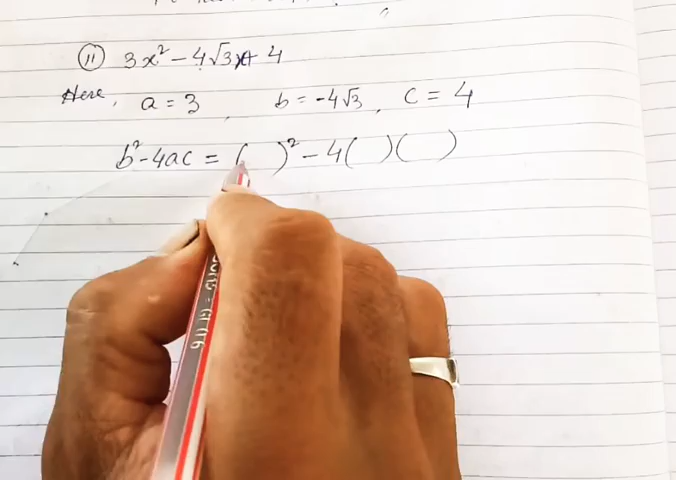 (11) 3x² - 4√3x + 4
Here, a = 3, b = -4√3, c = 4
b² - 4ac = ( )² - 4( )( )